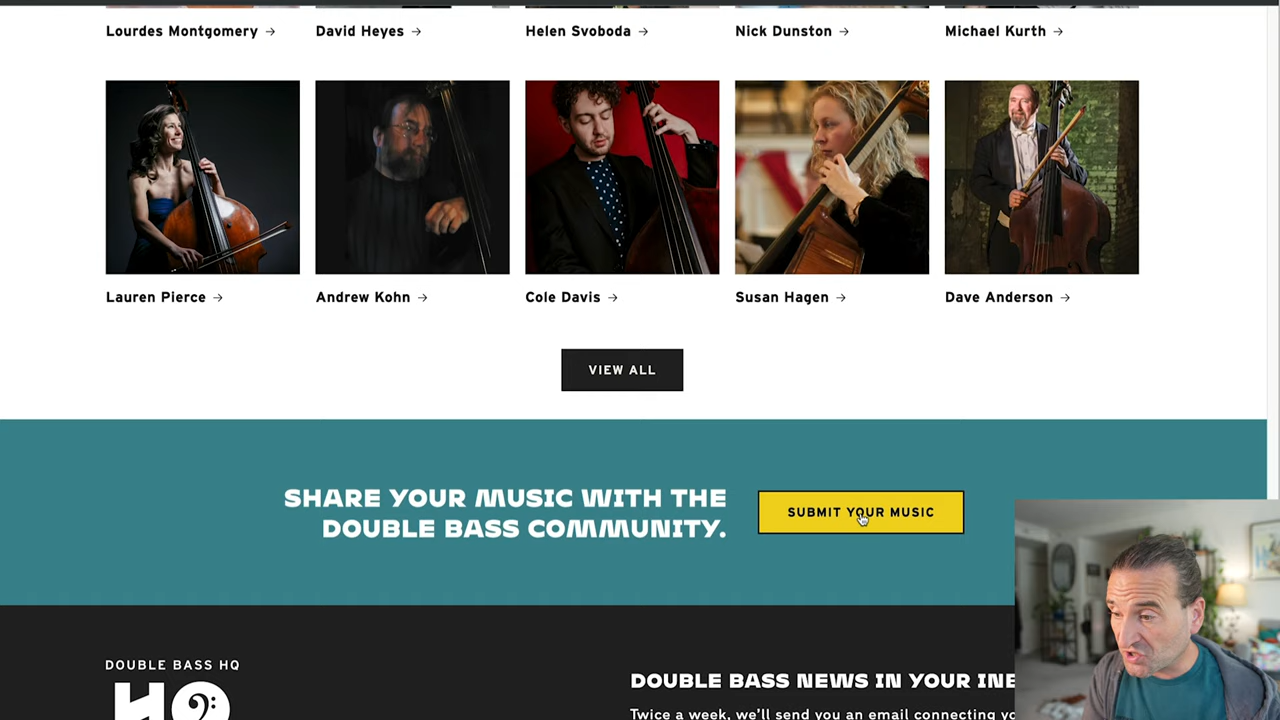 Lourdes Montgomery →
David Heyes →
Helen Svoboda →
Nick Dunston →
Michael Kurth →
Lauren Pierce →
Andrew Kohn →
Cole Davis →
Susan Hagen →
Dave Anderson →
VIEW ALL
SHARE YOUR MUSIC WITH THE
DOUBLE BASS COMMUNITY.
SUBMIT YOUR MUSIC
DOUBLE BASS HQ
HQ
DOUBLE BASS NEWS IN YOUR
Twice a week, we'll send you an email connecting